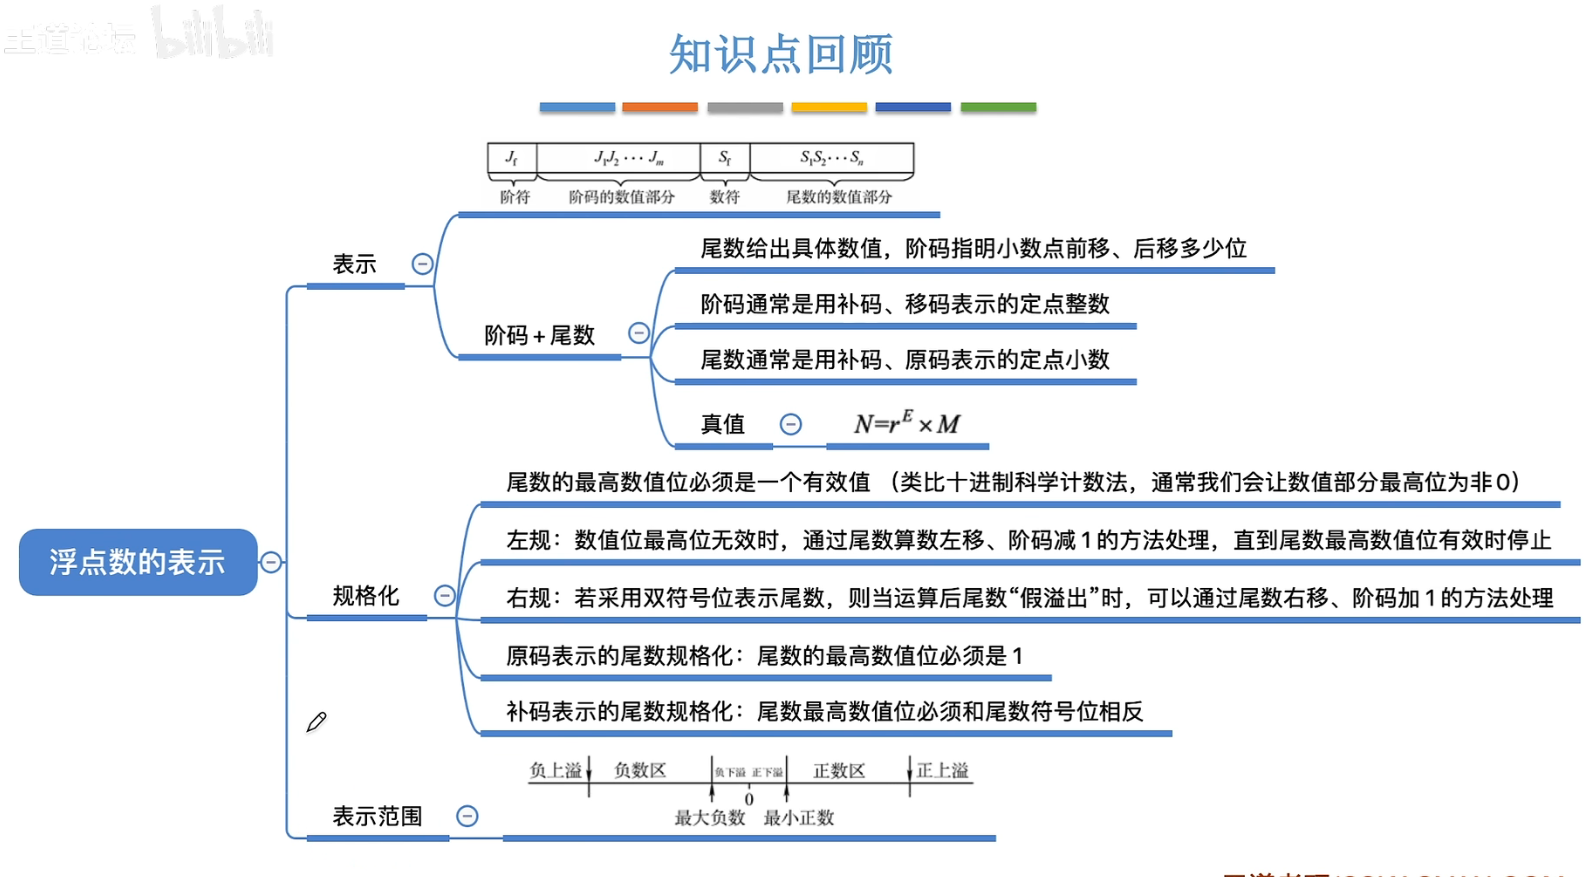 王道论坛 bilibili
知识点回顾
Jf J1J2···Jm Sf S1S2···Sn
阶符 阶码的数值部分 数符 尾数的数值部分
表示
阶码+尾数
尾数给出具体数值，阶码指明小数点前移、后移多少位
阶码通常是用补码、移码表示的定点整数
尾数通常是用补码、原码表示的定点小数
真值 N=r^E×M
浮点数的表示
规格化
尾数的最高数值位必须是一个有效值 （类比十进制科学计数法，通常我们会让数值部分最高位为非0）
左规：数值位最高位无效时，通过尾数算数左移、阶码减1的方法处理，直到尾数最高数值位有效时停止
右规：若采用双符号位表示尾数，则当运算后尾数“假溢出”时，可以通过尾数右移、阶码加1的方法处理
原码表示的尾数规格化：尾数的最高数值位必须是1
补码表示的尾数规格化：尾数最高数值位必须和尾数符号位相反
表示范围
负上溢 负数区 负下溢 正下溢 正数区 正上溢
0
最大负数 最小正数